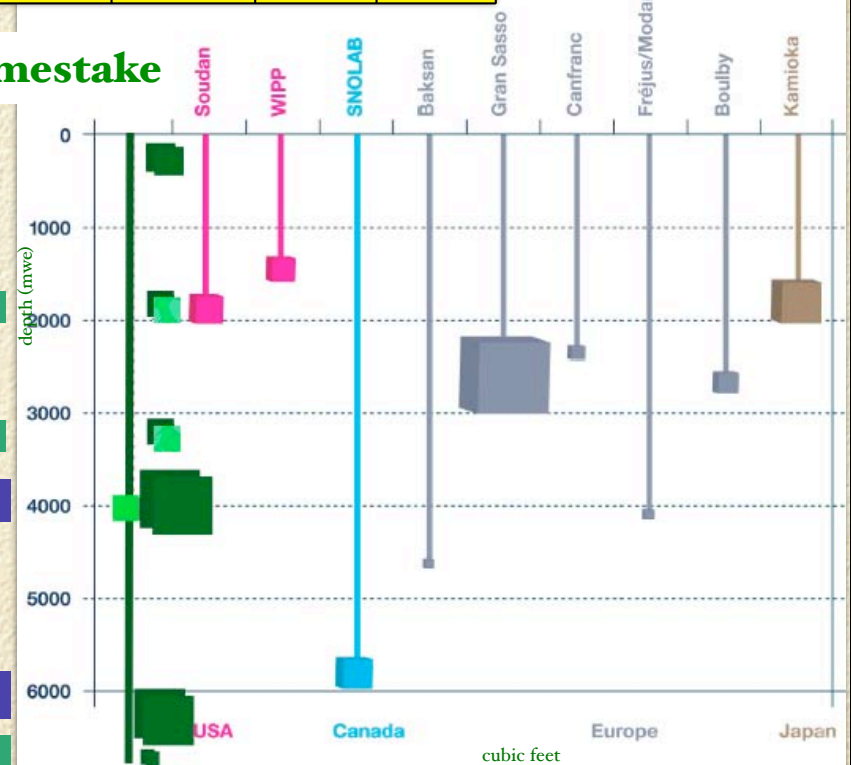 mestake
Soudan
WIPP
SNOLAB
Baksan
Gran Sasso
Canfranc
Fréjus/Moda
Boulby
Kamioka
0
1000
2000
3000
4000
5000
6000
depth (mwe)
USA
Canada
Europe
Japan
cubic feet